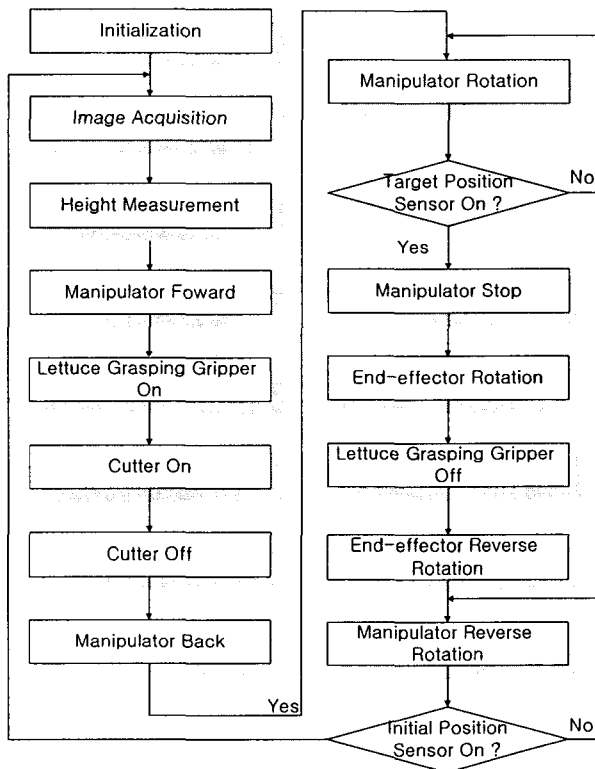 Initialization
Image Acquisition
Height Measurement
Manipulator Foward
Lettuce Grasping Gripper
On
Cutter On
Cutter Off
Manipulator Back
Yes
Manipulator Rotation
Target Position
Sensor On ?
No
Yes
Manipulator Stop
End-effector Rotation
Lettuce Grasping Gripper
Off
End-effector Reverse
Rotation
Manipulator Reverse
Rotation
Initial Position
Sensor On ?
No